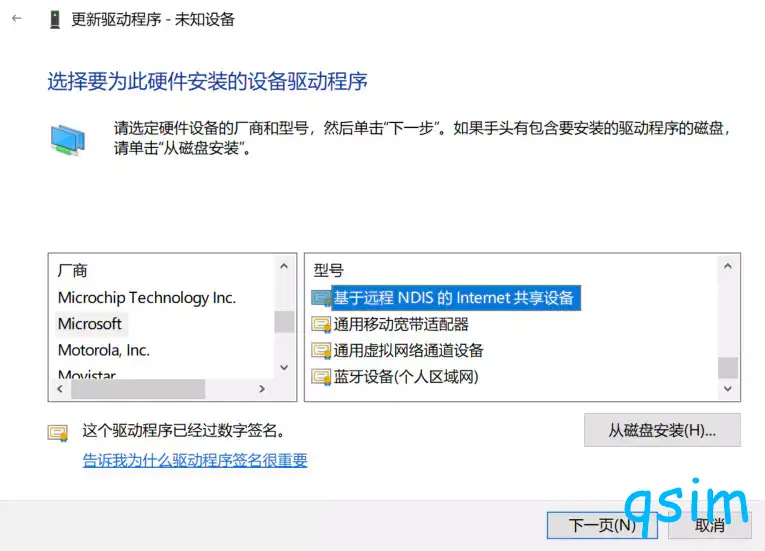 更新驱动程序 - 未知设备
选择要为此硬件安装的设备驱动程序
请选定硬件设备的厂商和型号，然后单击“下一步”。如果手头有包含要安装的驱动程序的磁盘，
请单击“从磁盘安装”。
厂商
Microchip Technology Inc.
Microsoft
Motorola, Inc.
Movistar
型号
基于远程 NDIS 的 Internet 共享设备
通用移动宽带适配器
通用虚拟网络通道设备
蓝牙设备(个人区域网)
这个驱动程序已经过数字签名。
告诉我为什么驱动程序签名很重要
从磁盘安装(H)...
下一页(N)
取消
qsim